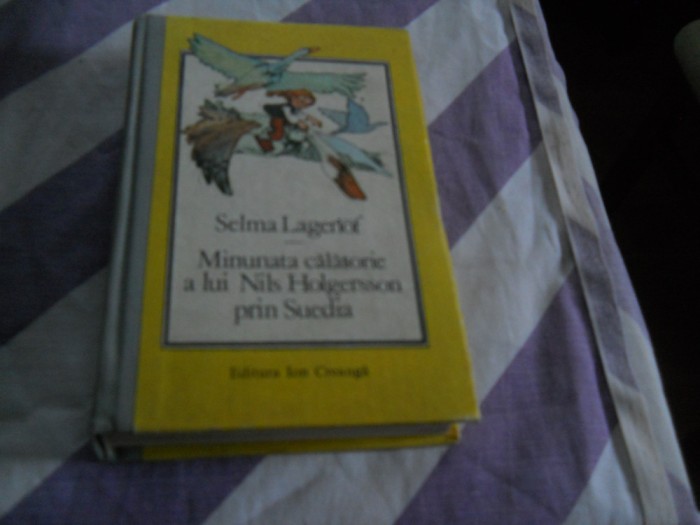 Selma Lagerlöf
Minunata călătorie
a lui Nils Holgersson
prin Suedia
Editura Ion Creangă